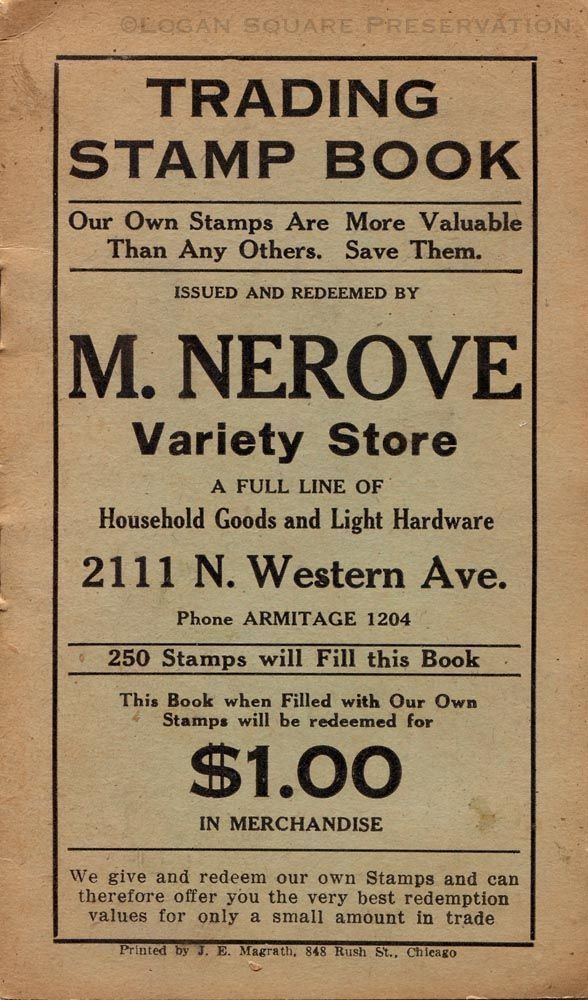 ©Logan Square Preservation
TRADING
STAMP BOOK
Our Own Stamps Are More Valuable
Than Any Others. Save Them.
ISSUED AND REDEEMED BY
M. NEROVE
Variety Store
A FULL LINE OF
Household Goods and Light Hardware
2111 N. Western Ave.
Phone ARMITAGE 1204
250 Stamps will Fill this Book
This Book when Filled with Our Own
Stamps will be redeemed for
$1.00
IN MERCHANDISE
We give and redeem our own Stamps and can
therefore offer you the very best redemption
values for only a small amount in trade
Printed by J. E. Magrath, 848 Rush St., Chicago